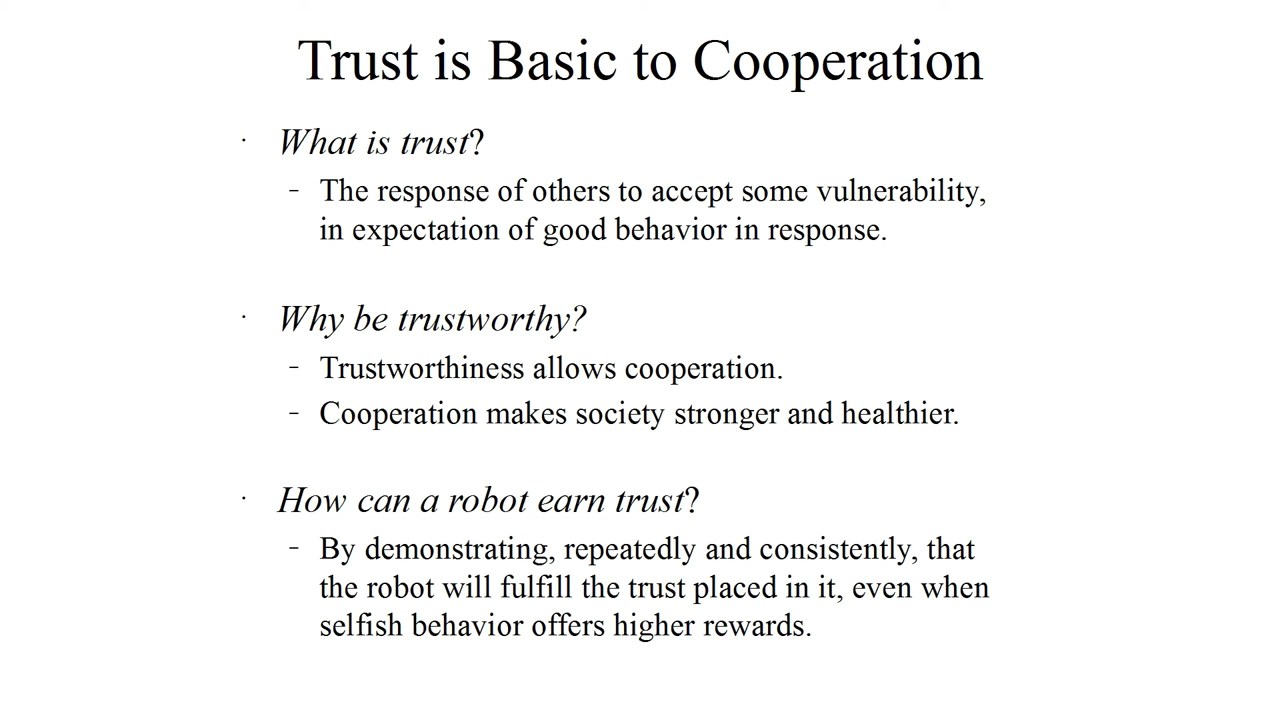 Trust is Basic to Cooperation
· What is trust?
– The response of others to accept some vulnerability,
in expectation of good behavior in response.
· Why be trustworthy?
– Trustworthiness allows cooperation.
– Cooperation makes society stronger and healthier.
· How can a robot earn trust?
– By demonstrating, repeatedly and consistently, that
the robot will fulfill the trust placed in it, even when
selfish behavior offers higher rewards.